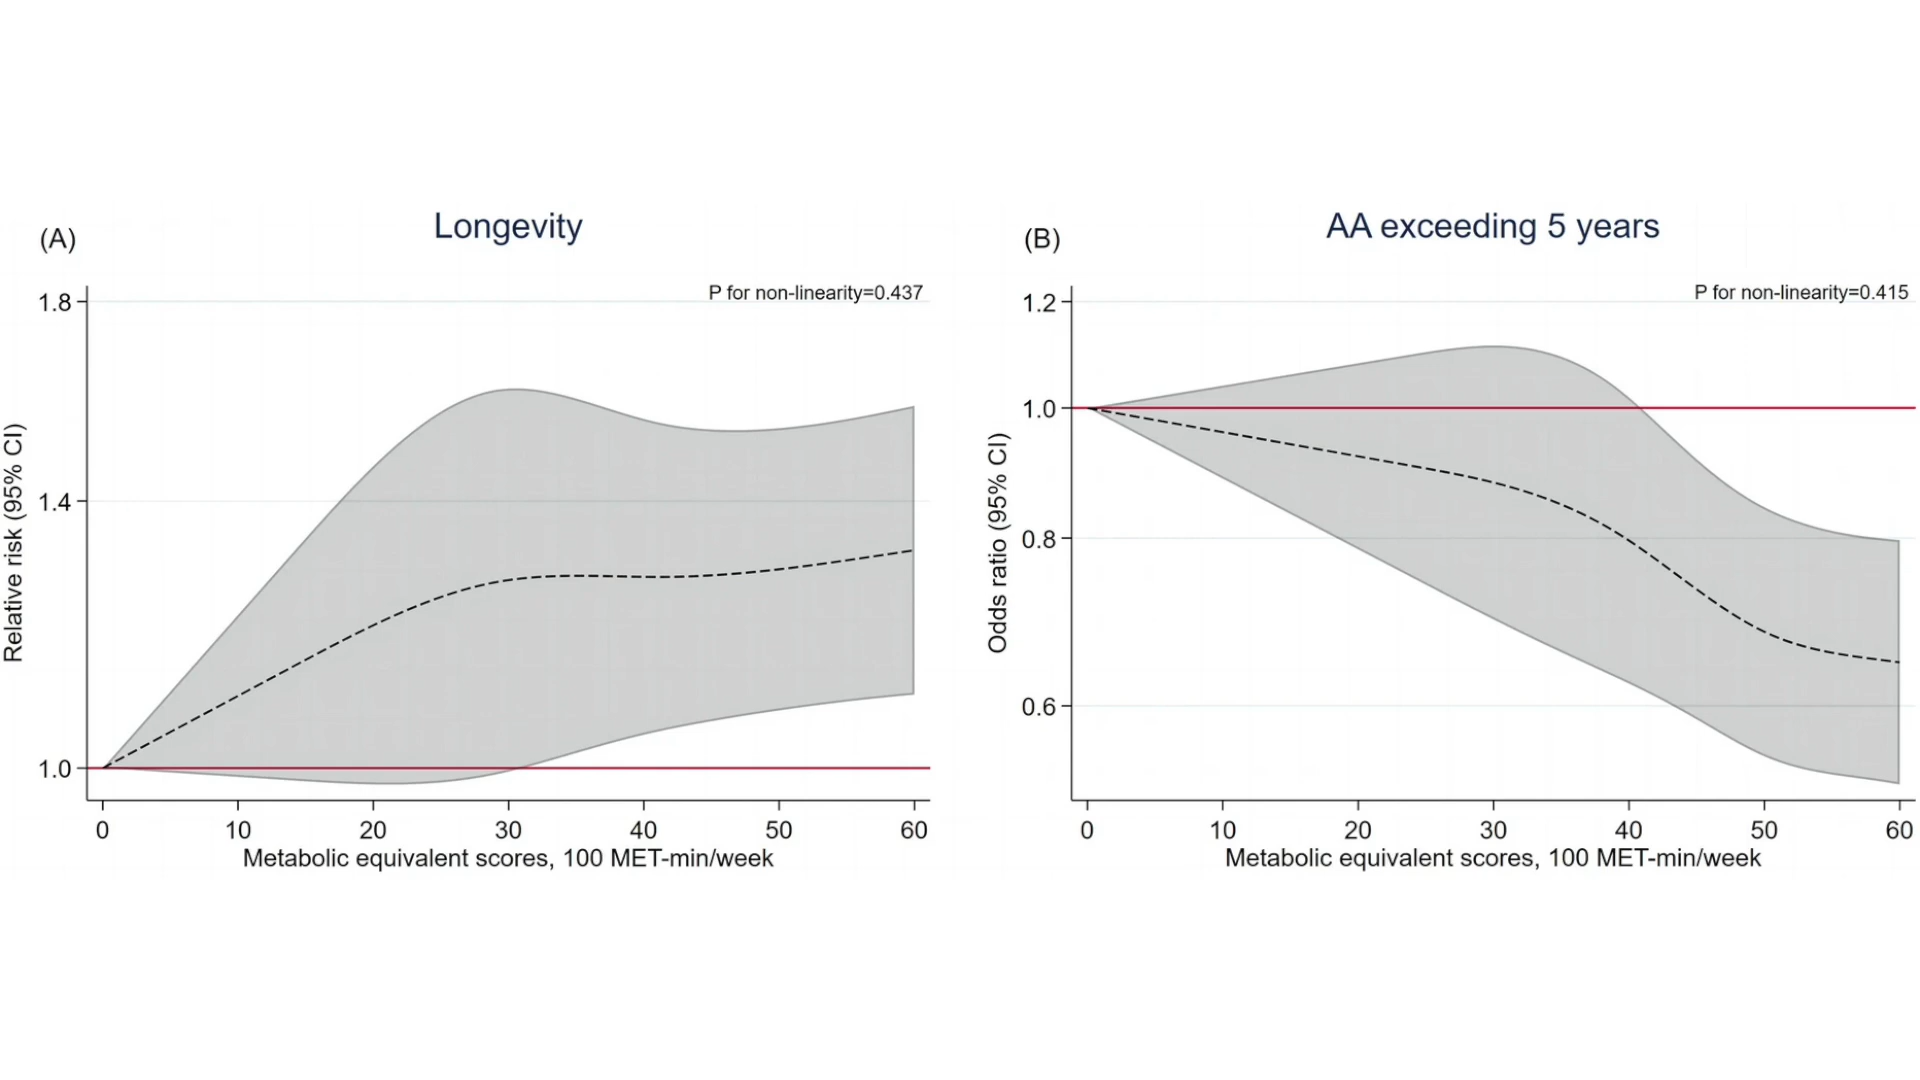 (A)
Longevity
P for non-linearity=0.437
1.8
1.4
1.0
Relative risk (95% CI)
0 10 20 30 40 50 60
Metabolic equivalent scores, 100 MET-min/week
(B)
AA exceeding 5 years
P for non-linearity=0.415
1.2
1.0
0.8
0.6
Odds ratio (95% CI)
0 10 20 30 40 50 60
Metabolic equivalent scores, 100 MET-min/week